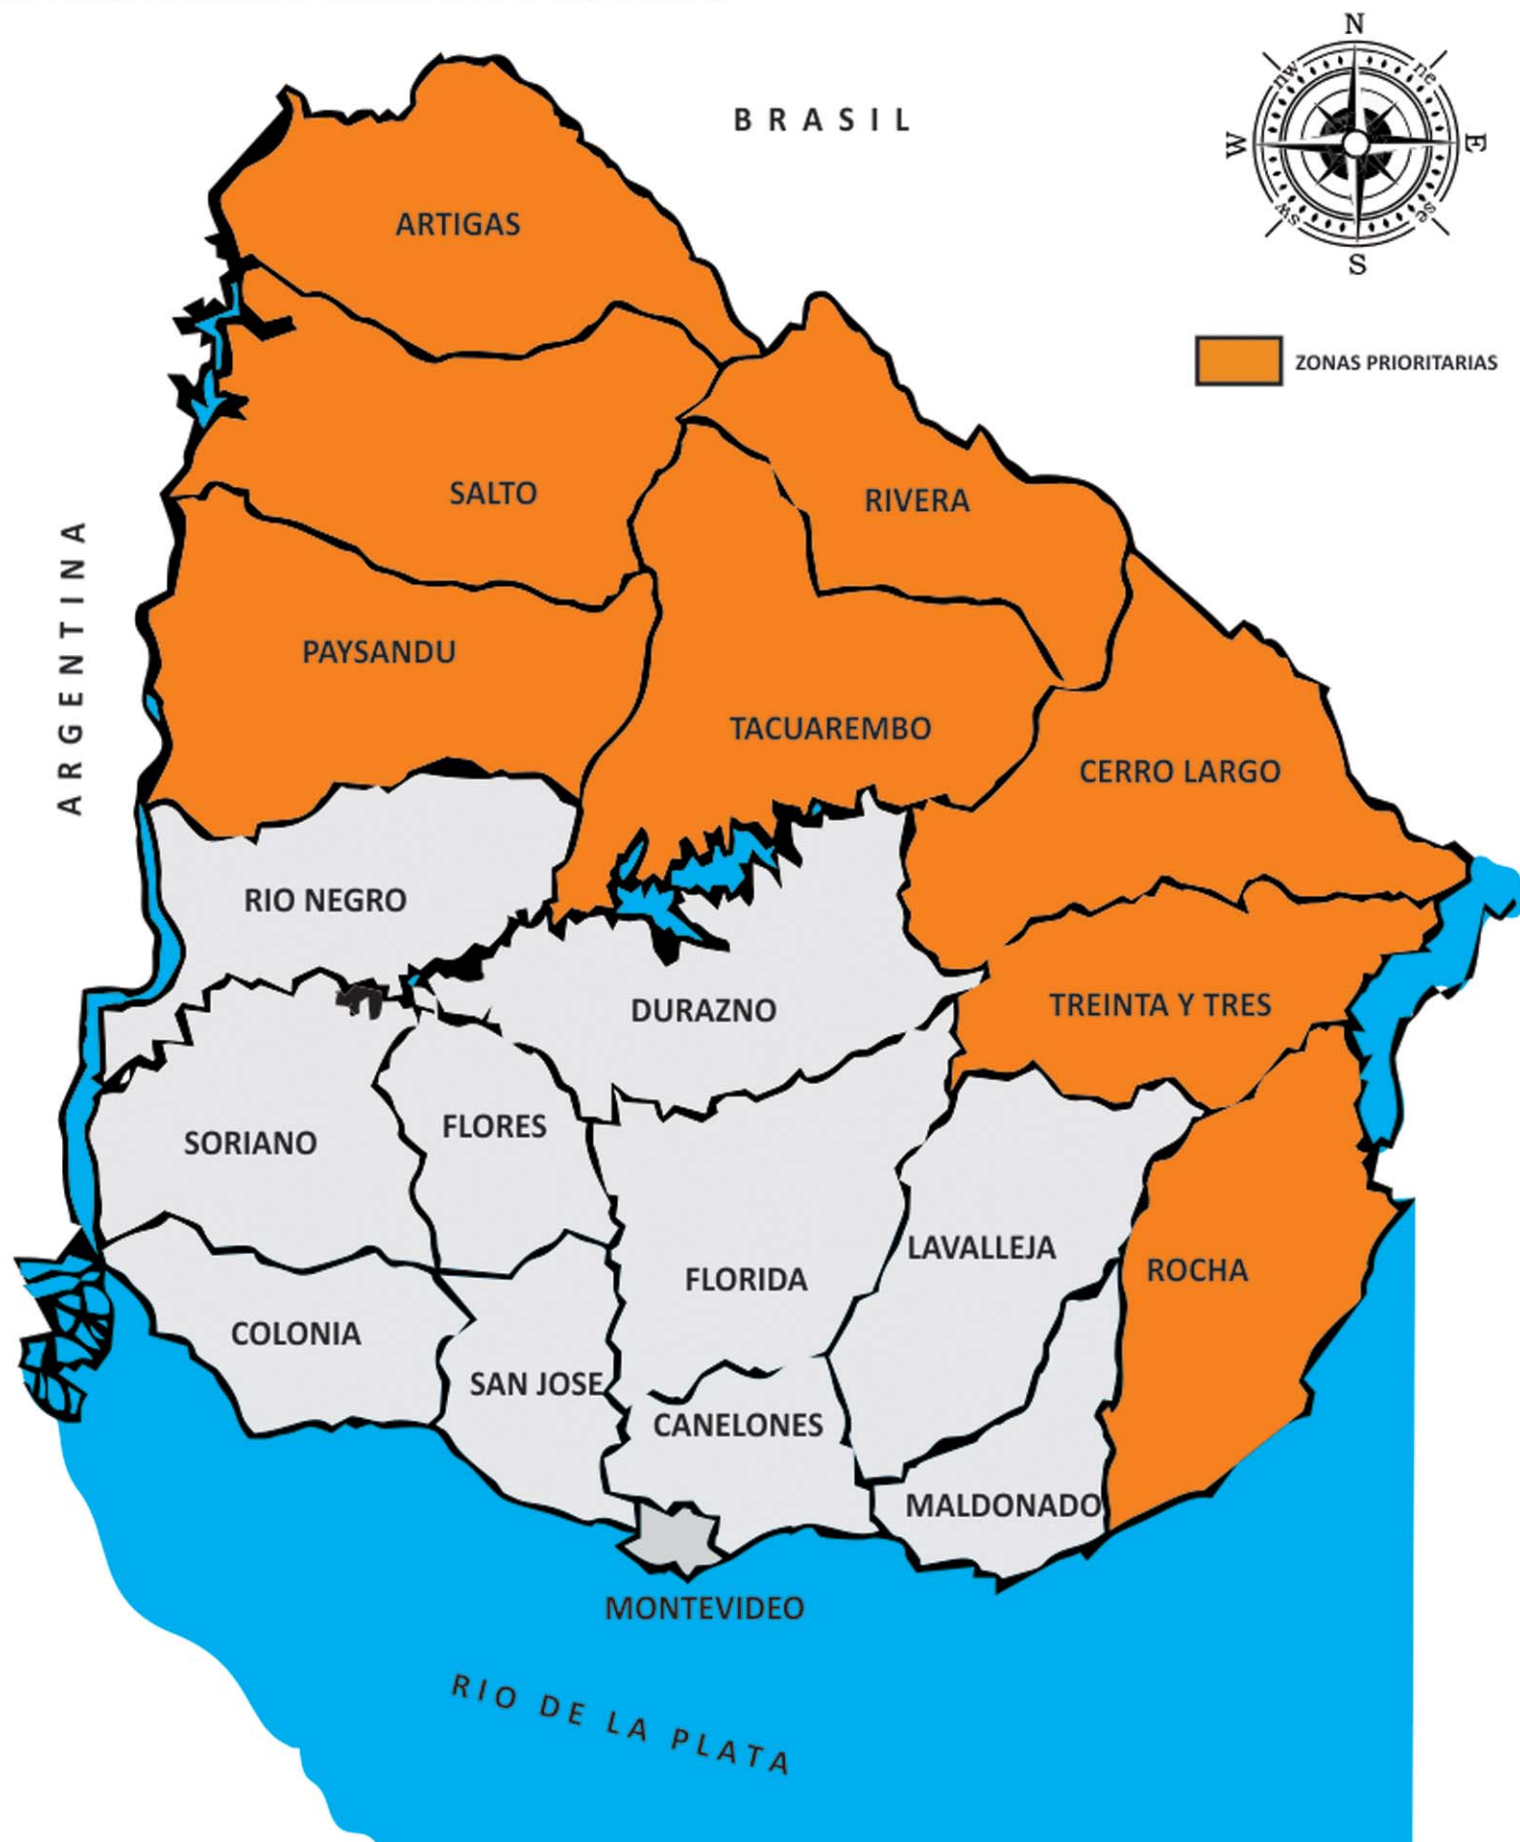 BRASIL
N
nw
ne
W
E
sw
se
S
ARTIGAS
ZONAS PRIORITARIAS
SALTO
RIVERA
ARGENTINA
PAYSANDU
TACUAREMBO
CERRO LARGO
RIO NEGRO
DURAZNO
TREINTA Y TRES
SORIANO
FLORES
LAVALLEJA
ROCHA
FLORIDA
COLONIA
SAN JOSE
CANELONES
MALDONADO
MONTEVIDEO
RIO DE LA PLATA